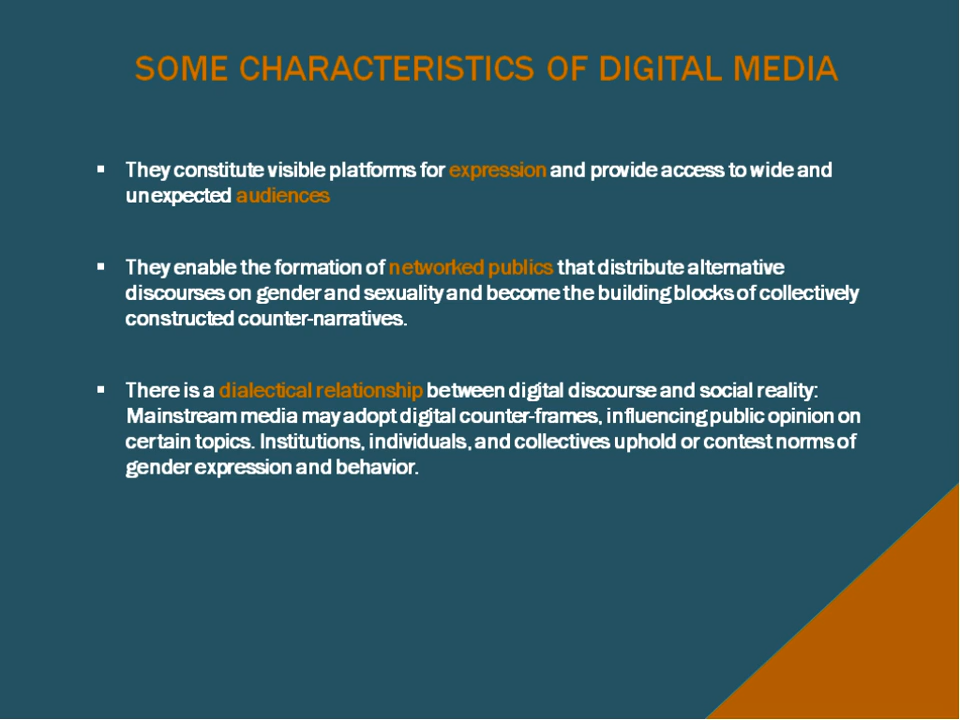 SOME CHARACTERISTICS OF DIGITAL MEDIA
▪ They constitute visible platforms for expression and provide access to wide and
unexpected audiences
▪ They enable the formation of networked publics that distribute alternative
discourses on gender and sexuality and become the building blocks of collectively
constructed counter-narratives.
▪ There is a dialectical relationship between digital discourse and social reality:
Mainstream media may adopt digital counter-frames, influencing public opinion on
certain topics. Institutions, individuals, and collectives uphold or contest norms of
gender expression and behavior.